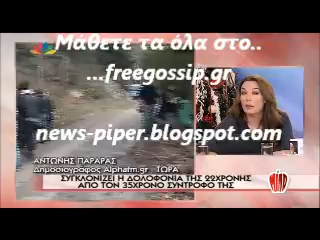 Μάθετε τα όλα στο..
...freegossip.gr
news-piper.blogspot.com
ΑΝΤΩΝΗΣ ΠΑΡΑΡΑΣ
Δημοσιογράφος Alphafm.gr - ΤΩΡΑ
ΣΥΓΚΛΟΝΙΖΕΙ Η ΔΟΛΟΦΟΝΙΑ ΤΗΣ 22ΧΡΟΝΗΣ
ΑΠΟ ΤΟΝ 35ΧΡΟΝΟ ΣΥΝΤΡΟΦΟ ΤΗΣ